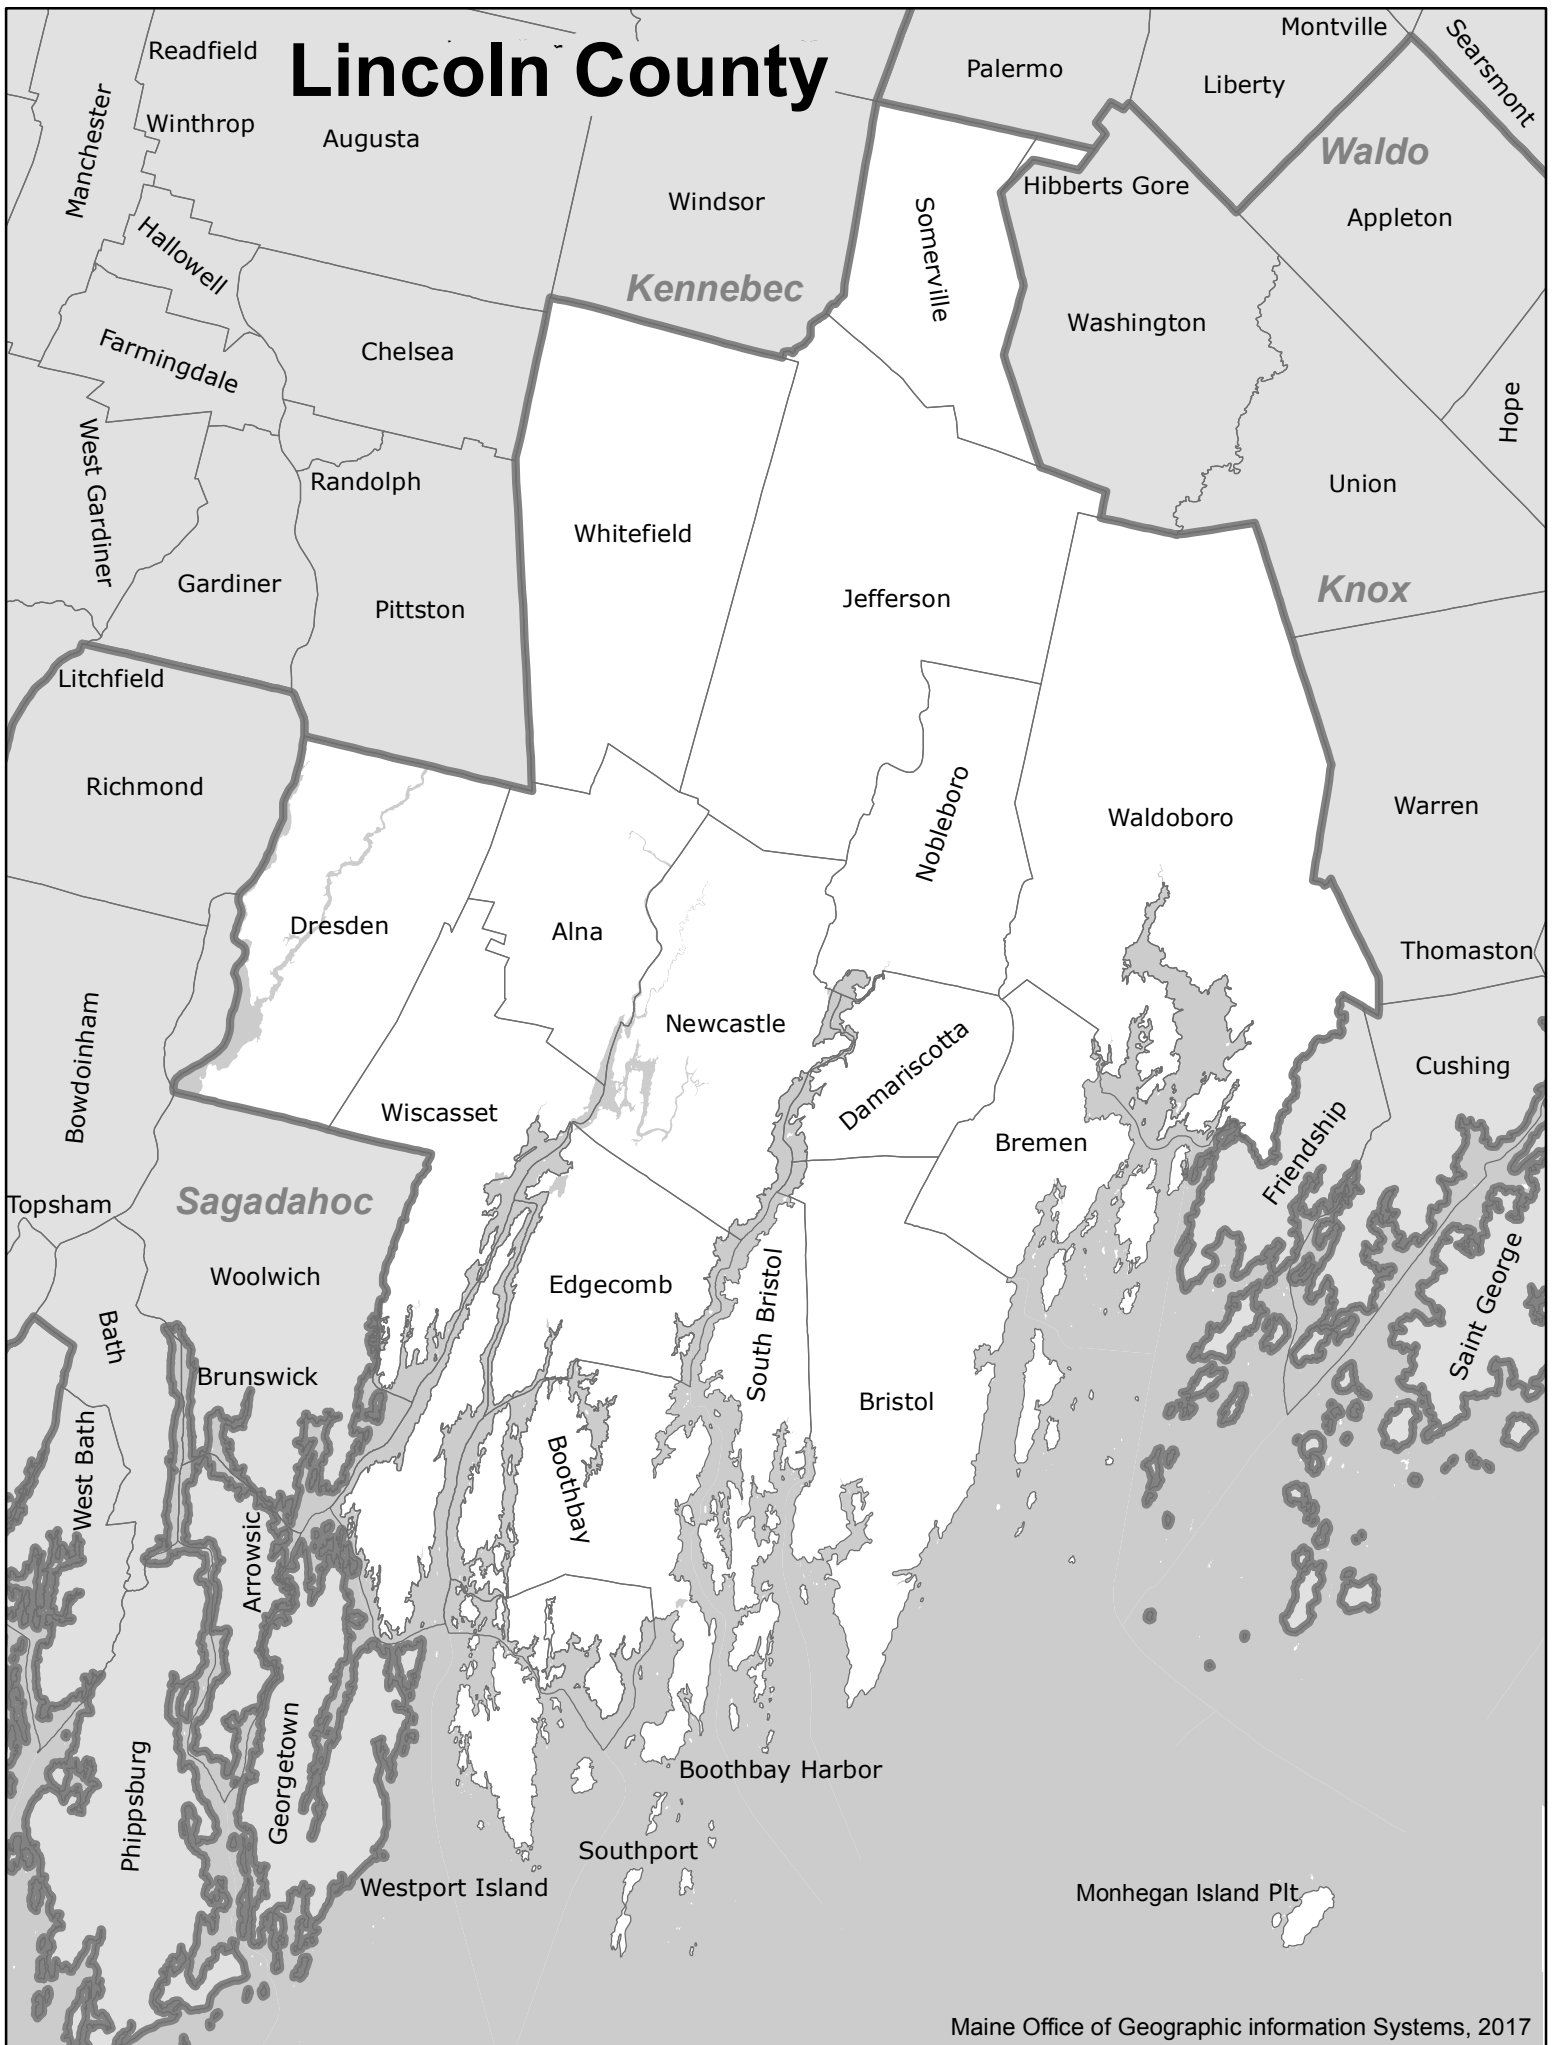 Lincoln County
Montville
Searsmont
Readfield
Palermo
Liberty
Manchester
Winthrop
Augusta
Waldo
Windsor
Hibberts Gore
Appleton
Hallowell
Somerville
Kennebec
Washington
Farmingdale
Chelsea
Hope
West Gardiner
Randolph
Union
Whitefield
Gardiner
Jefferson
Knox
Pittston
Litchfield
Richmond
Nobleboro
Waldoboro
Warren
Dresden
Alna
Thomaston
Bowdoinham
Newcastle
Damariscotta
Cushing
Wiscasset
Bremen
Friendship
Topsham
Sagadahoc
Woolwich
Edgecomb
South Bristol
Saint George
Bath
Brunswick
Bristol
West Bath
Boothbay
Arrowsic
Georgetown
Phippsburg
Boothbay Harbor
Southport
Westport Island
Monhegan Island Plt
Maine Office of Geographic information Systems, 2017